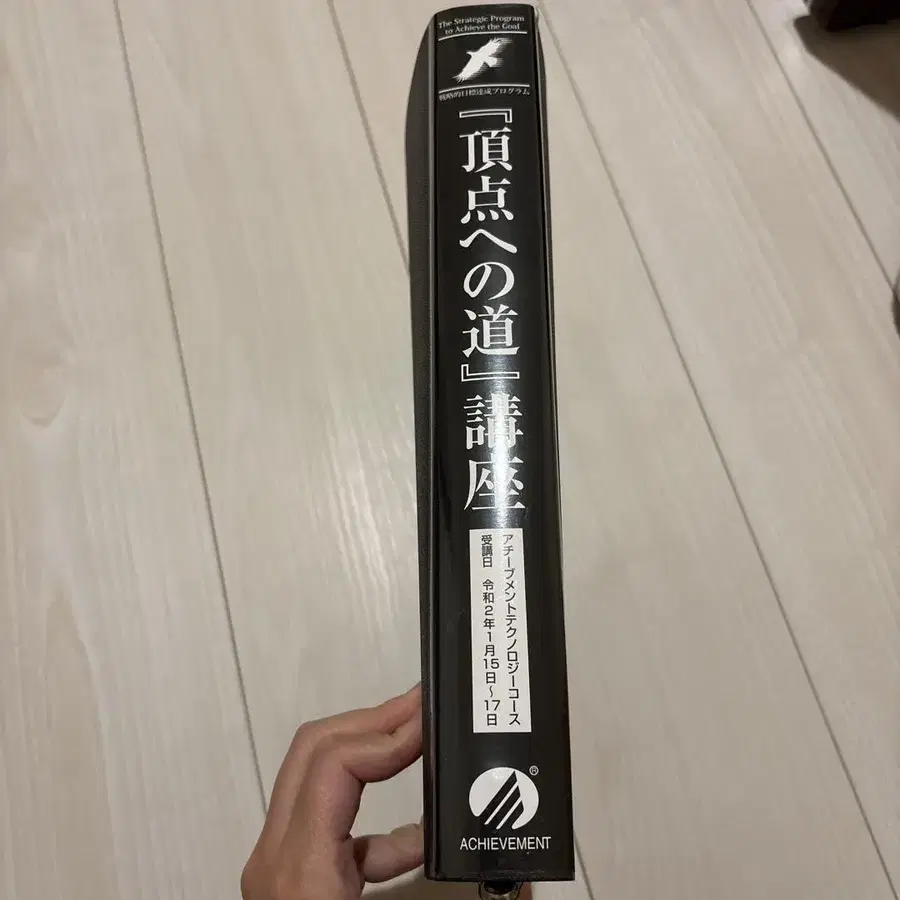 The Strategic Program
to Achieve the Goal
戦略的目標達成プログラム
『頂点への道』講座
アチーブメントテクノロジーコース
受講日 令和2年1月15日~17日
®
ACHIEVEMENT